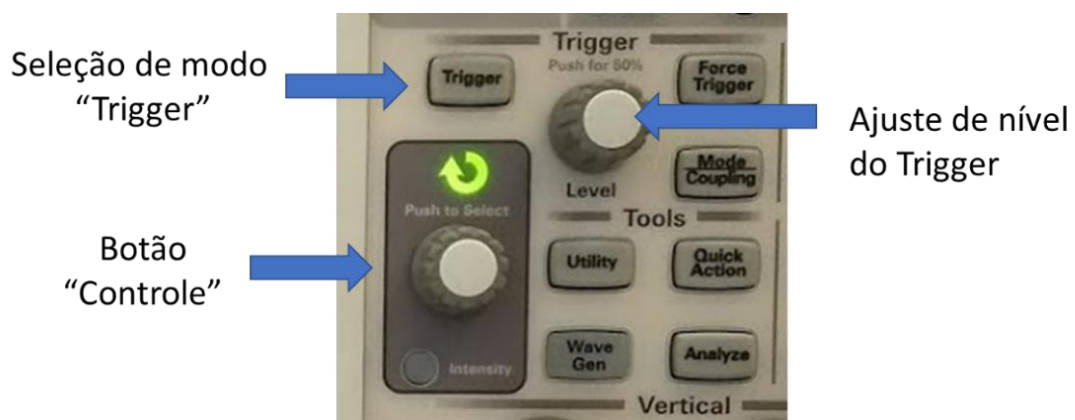 Seleção de modo
“Trigger”
Botão
“Controle”
Trigger
Push for 50%
Trigger
Force
Trigger
Level
Mode
Coupling
Push to Select
Tools
Utility
Quick
Action
Wave
Gen
Analyze
Intensity
Vertical
Ajuste de nível
do Trigger